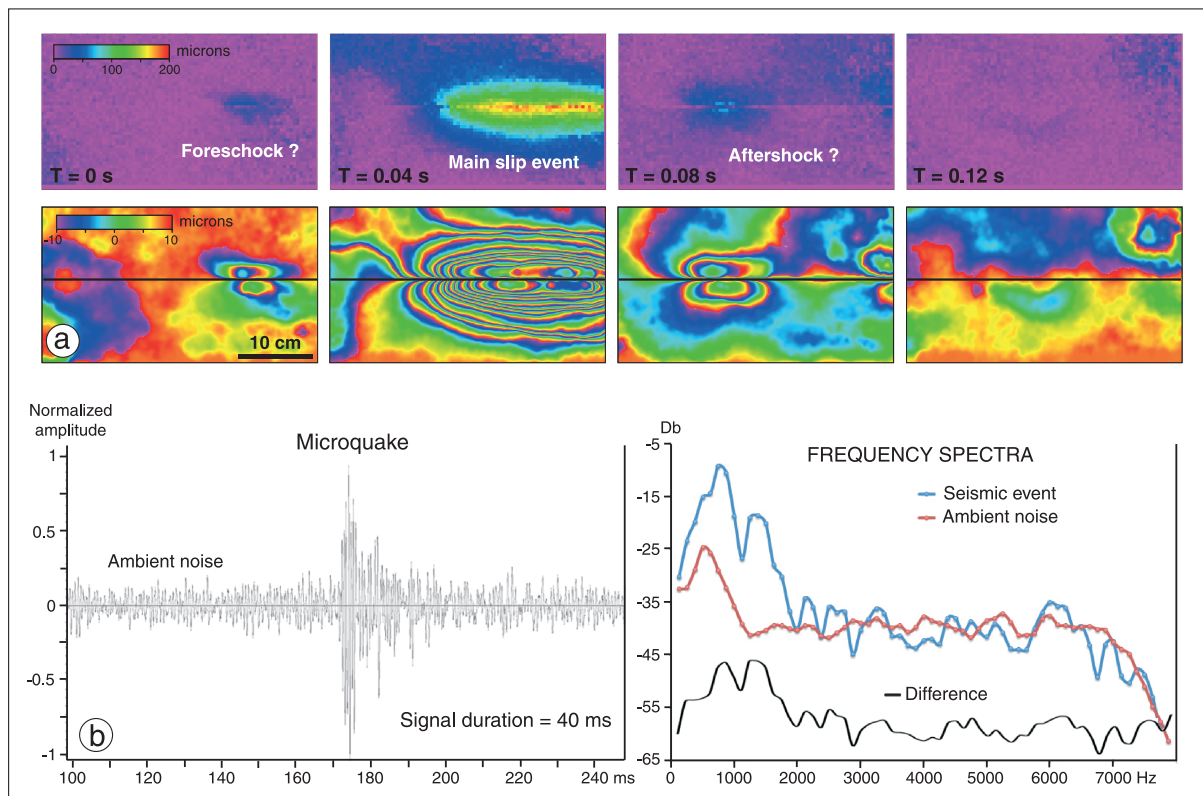 microns
0 100 200
Foreschock ?
T = 0 s
Main slip event
T = 0.04 s
Aftershock ?
T = 0.08 s
T = 0.12 s
microns
-10 0 10
a
10 cm
Normalized
amplitude
Microquake
1
0.5
0
-0.5
-1
Ambient noise
Signal duration = 40 ms
b
100 120 140 160 180 200 220 240 ms
Db
FREQUENCY SPECTRA
-5
-15
-25
-35
-45
-55
-65
Seismic event
Ambient noise
Difference
0 1000 2000 3000 4000 5000 6000 7000 Hz